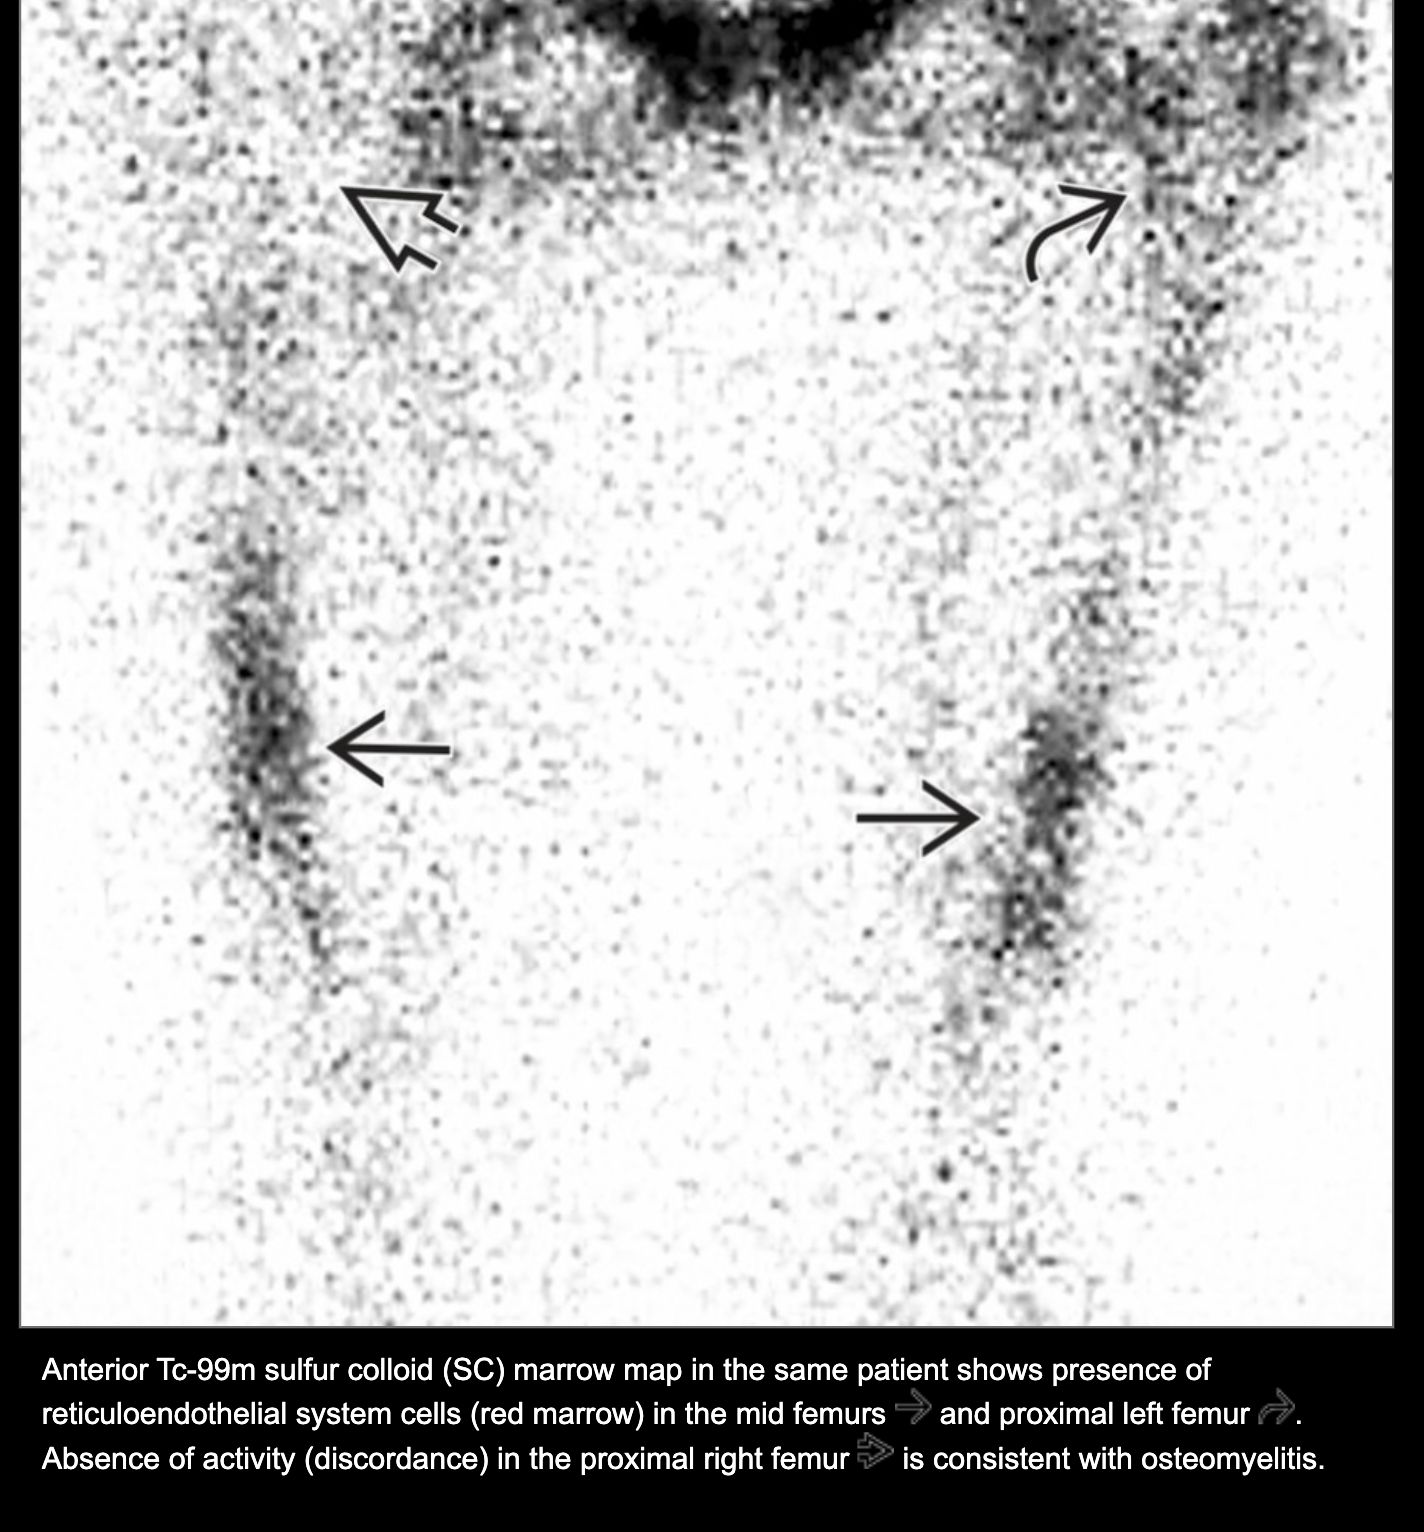 Anterior Tc-99m sulfur colloid (SC) marrow map in the same patient shows presence of
reticuloendothelial system cells (red marrow) in the mid femurs and proximal left femur .
Absence of activity (discordance) in the proximal right femur is consistent with osteomyelitis.